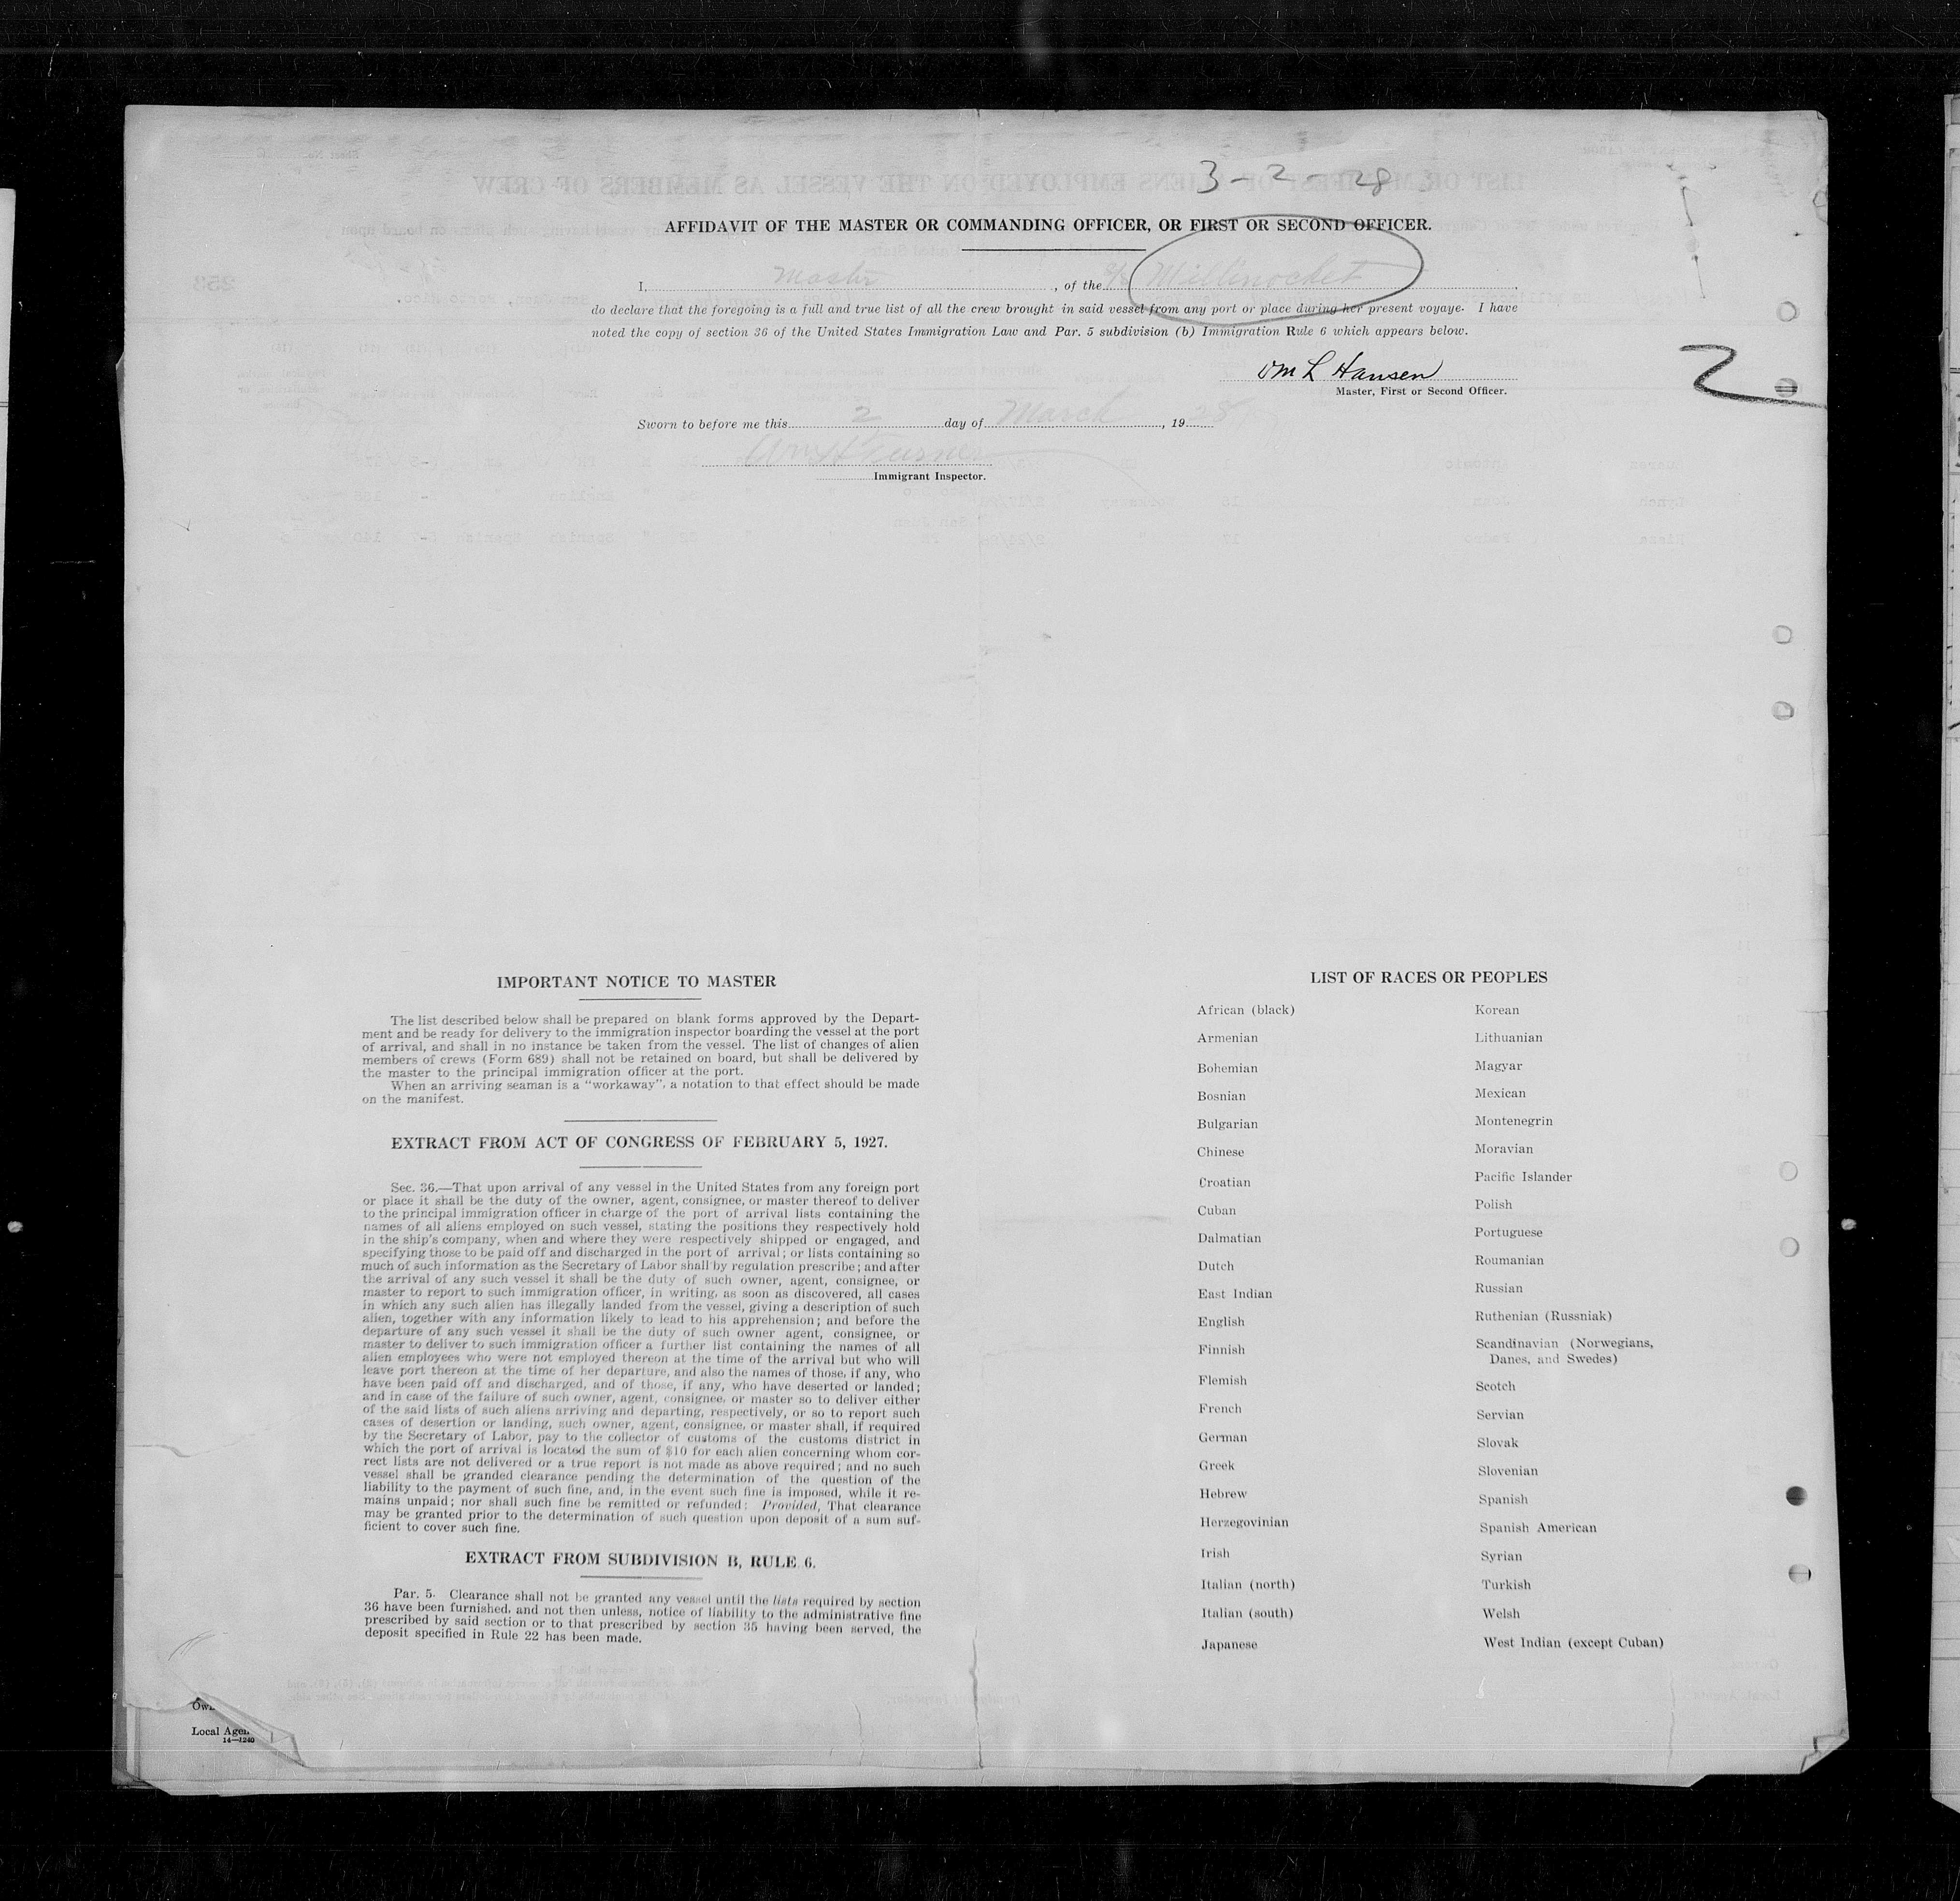 3-2-28
AFFIDAVIT OF THE MASTER OR COMMANDING OFFICER, OR FIRST OR SECOND OFFICER.
I, Master, of the S/S Millinocket,
do declare that the foregoing is a full and true list of all the crew brought in said vessel from any port or place during her present voyage. I have
noted the copy of section 36 of the United States Immigration Law and Par. 5 subdivision (b) Immigration Rule 6 which appears below.
Wm L Hansen
Master, First or Second Officer.
2
Sworn to before me this 2 day of March, 1928
Wm H Turner
Immigrant Inspector.
IMPORTANT NOTICE TO MASTER
The list described below shall be prepared on blank forms approved by the Depart-
ment and be ready for delivery to the immigration inspector boarding the vessel at the port
of arrival, and shall in no instance be taken from the vessel. The list of changes of alien
members of crews (Form 689) shall not be retained on board, but shall be delivered by
the master to the principal immigration officer at the port.
When an arriving seaman is a “workaway”, a notation to that effect should be made
on the manifest.
EXTRACT FROM ACT OF CONGRESS OF FEBRUARY 5, 1927.
Sec. 36.—That upon arrival of any vessel in the United States from any foreign port
or place it shall be the duty of the owner, agent, consignee, or master thereof to deliver
to the principal immigration officer in charge of the port of arrival lists containing the
names of all aliens employed on such vessel, stating the positions they respectively hold
in the ship's company, when and where they were respectively shipped or engaged, and
specifying those to be paid off and discharged in the port of arrival; or lists containing so
much of such information as the Secretary of Labor shall by regulation prescribe; and after
the arrival of any such vessel it shall be the duty of such owner, agent, consignee, or
master to report to such immigration officer, in writing, as soon as discovered, all cases
in which any such alien has illegally landed from the vessel, giving a description of such
alien, together with any information likely to lead to his apprehension; and before the
departure of any such vessel it shall be the duty of such owner agent, consignee, or
master to deliver to such immigration officer a further list containing the names of all
alien employees who were not employed thereon at the time of the arrival but who will
leave port thereon at the time of her departure, and also the names of those, if any, who
have been paid off and discharged, and of those, if any, who have deserted or landed;
and in case of the failure of such owner, agent, consignee, or master so to deliver either
of the said lists of such aliens arriving and departing, respectively, or so to report such
cases of desertion or landing, such owner, agent, consignee, or master shall, if required
by the Secretary of Labor, pay to the collector of customs of the customs district in
which the port of arrival is located the sum of $10 for each alien concerning whom cor-
rect lists are not delivered or a true report is not made as above required; and no such
vessel shall be granded clearance pending the determination of the question of the
liability to the payment of such fine, and, in the event such fine is imposed, while it re-
mains unpaid; nor shall such fine be remitted or refunded: Provided, That clearance
may be granted prior to the determination of such question upon deposit of a sum suf-
ficient to cover such fine.
EXTRACT FROM SUBDIVISION B, RULE 6.
Par. 5. Clearance shall not be granted any vessel until the lists required by section
36 have been furnished, and not then unless, notice of liability to the administrative fine
prescribed by said section or to that prescribed by section 35 having been served, the
deposit specified in Rule 22 has been made.
LIST OF RACES OR PEOPLES
African (black)
Armenian
Bohemian
Bosnian
Bulgarian
Chinese
Croatian
Cuban
Dalmatian
Dutch
East Indian
English
Finnish
Flemish
French
German
Greek
Hebrew
Herzegovinian
Irish
Italian (north)
Italian (south)
Japanese
Korean
Lithuanian
Magyar
Mexican
Montenegrin
Moravian
Pacific Islander
Polish
Portuguese
Roumanian
Russian
Ruthenian (Russniak)
Scandinavian (Norwegians,
Danes, and Swedes)
Scotch
Servian
Slovak
Slovenian
Spanish
Spanish American
Syrian
Turkish
Welsh
West Indian (except Cuban)
Local Agen
14—1240